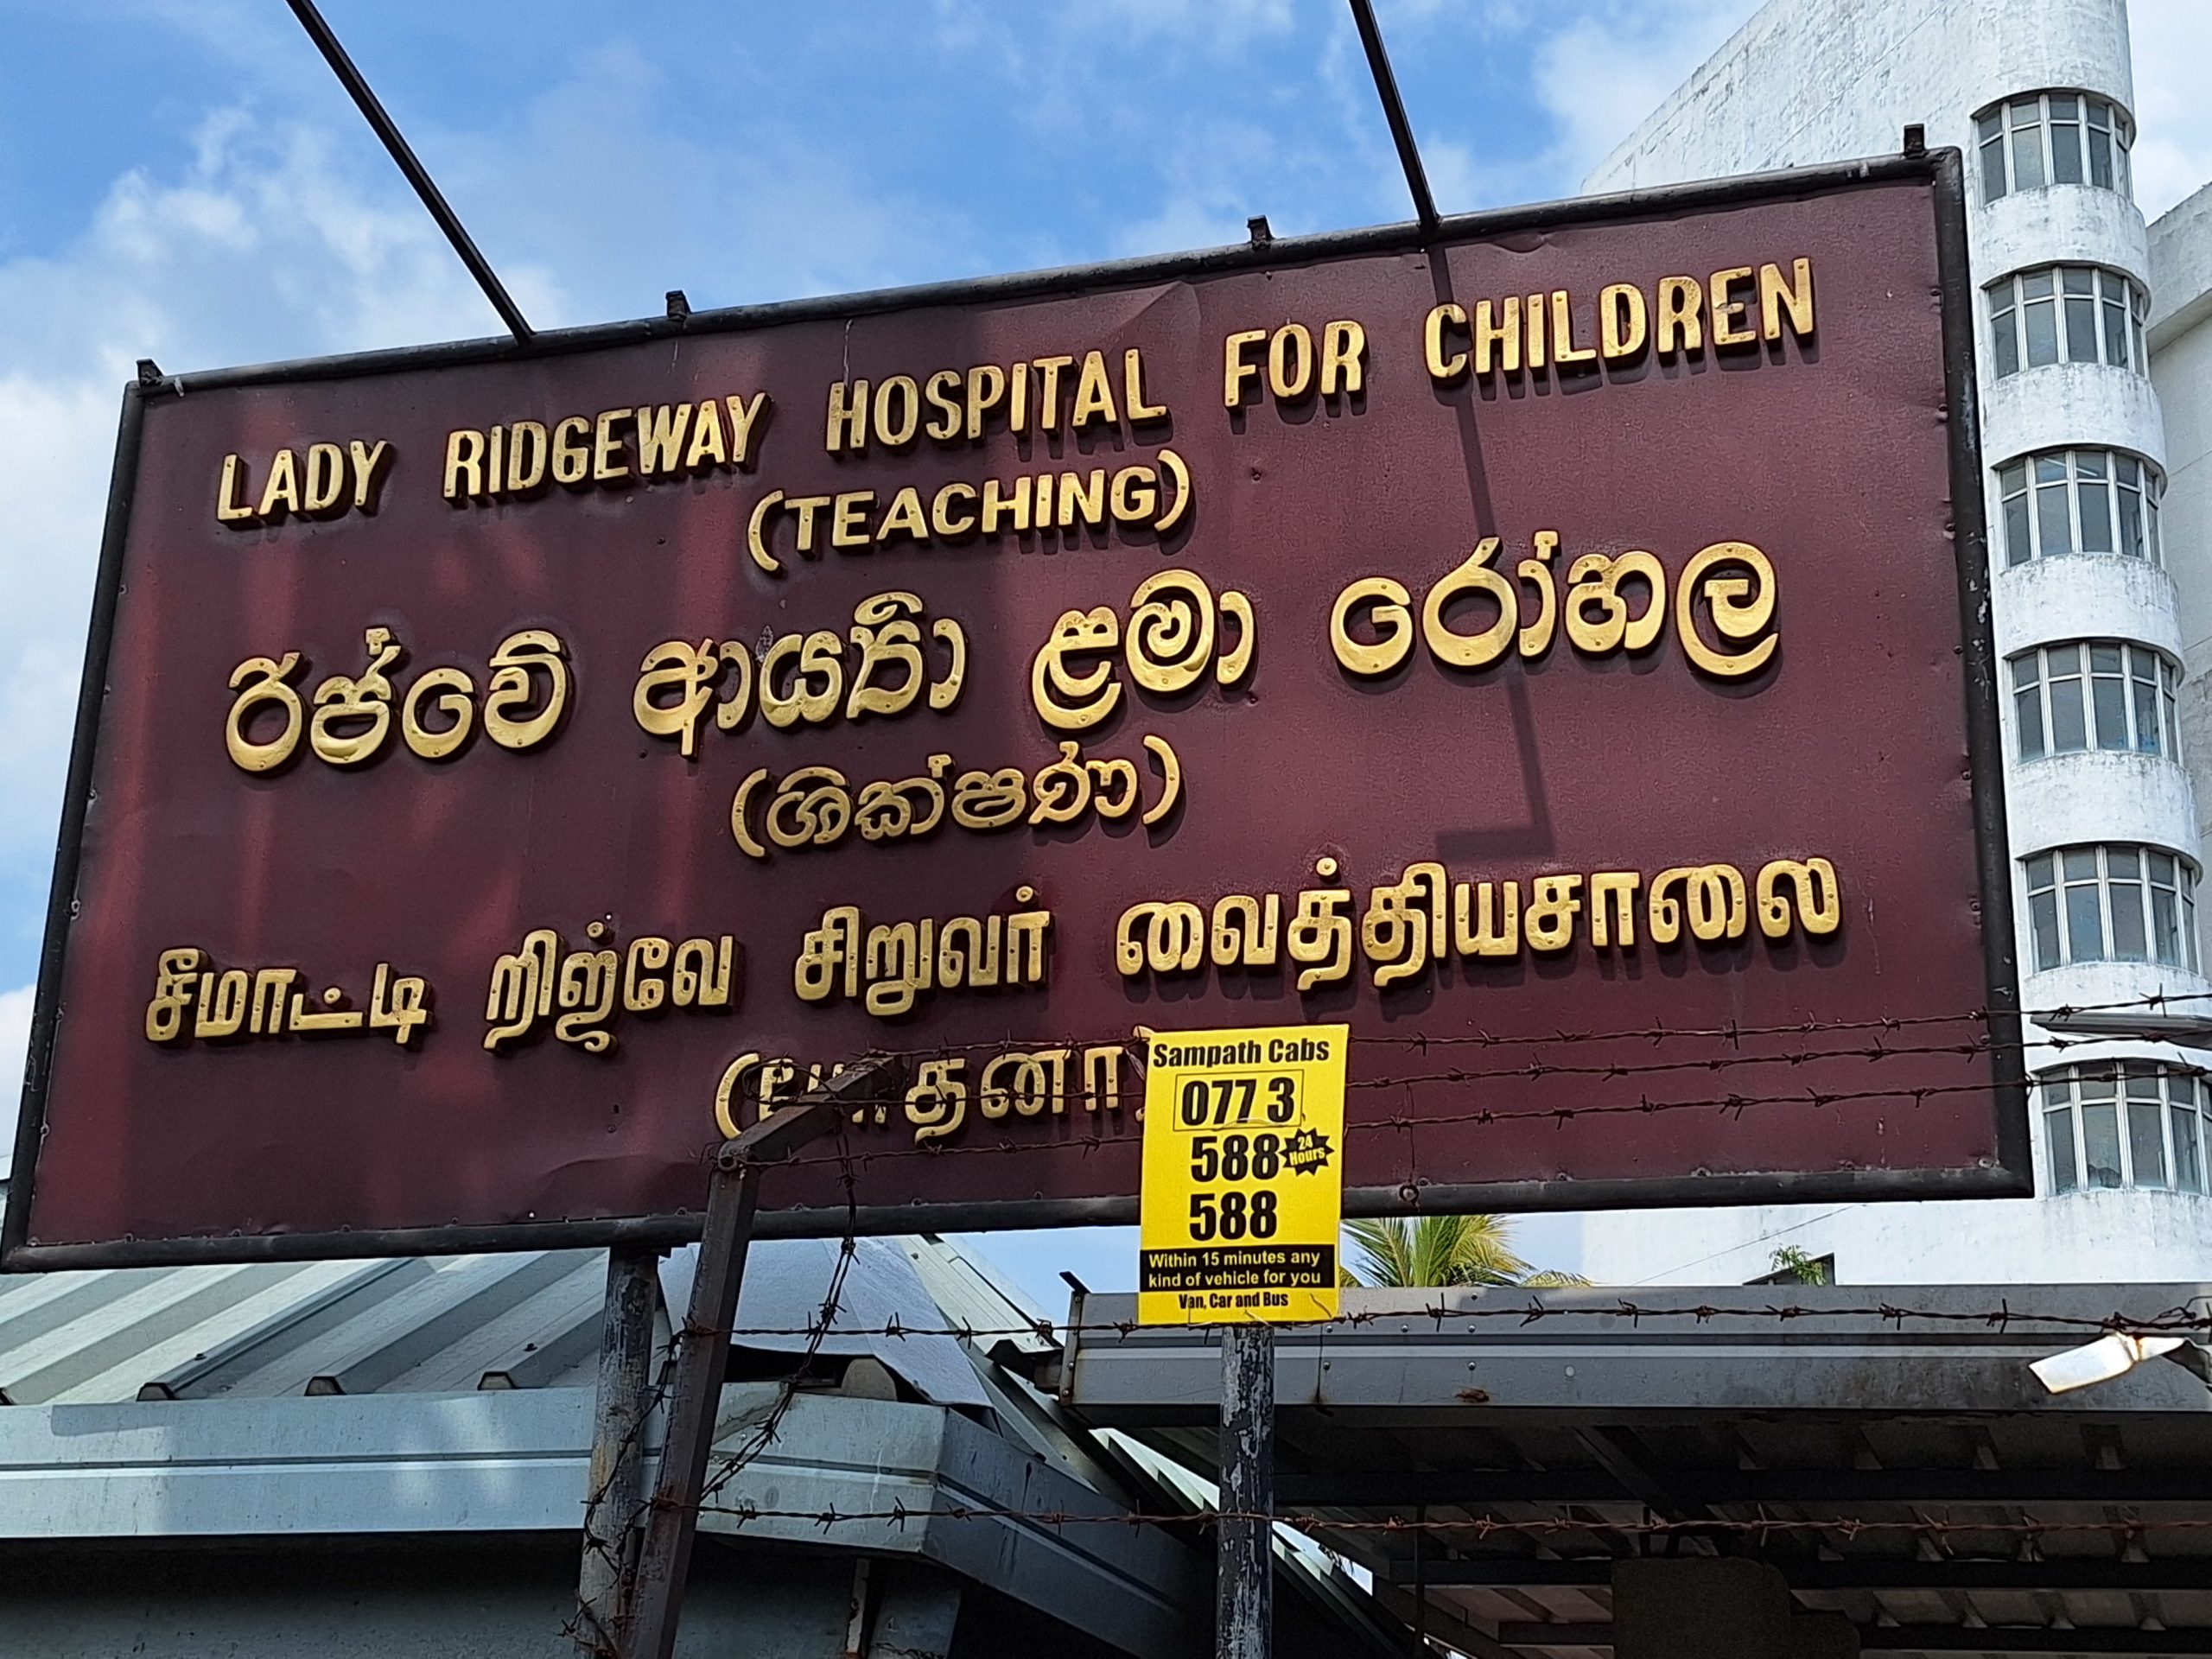 LADY RIDGEWAY HOSPITAL FOR CHILDREN
(TEACHING)
රිජ්වේ ආර්‍ය්‍යා ළමා රෝහල
(ශික්ෂණ)
சீமாட்டி றிஜ்வே சிறுவர் வைத்தியசாலை
Sampath Cabs
077 3
588
24 Hours
588
Within 15 minutes any
kind of vehicle for you
Van, Car and Bus